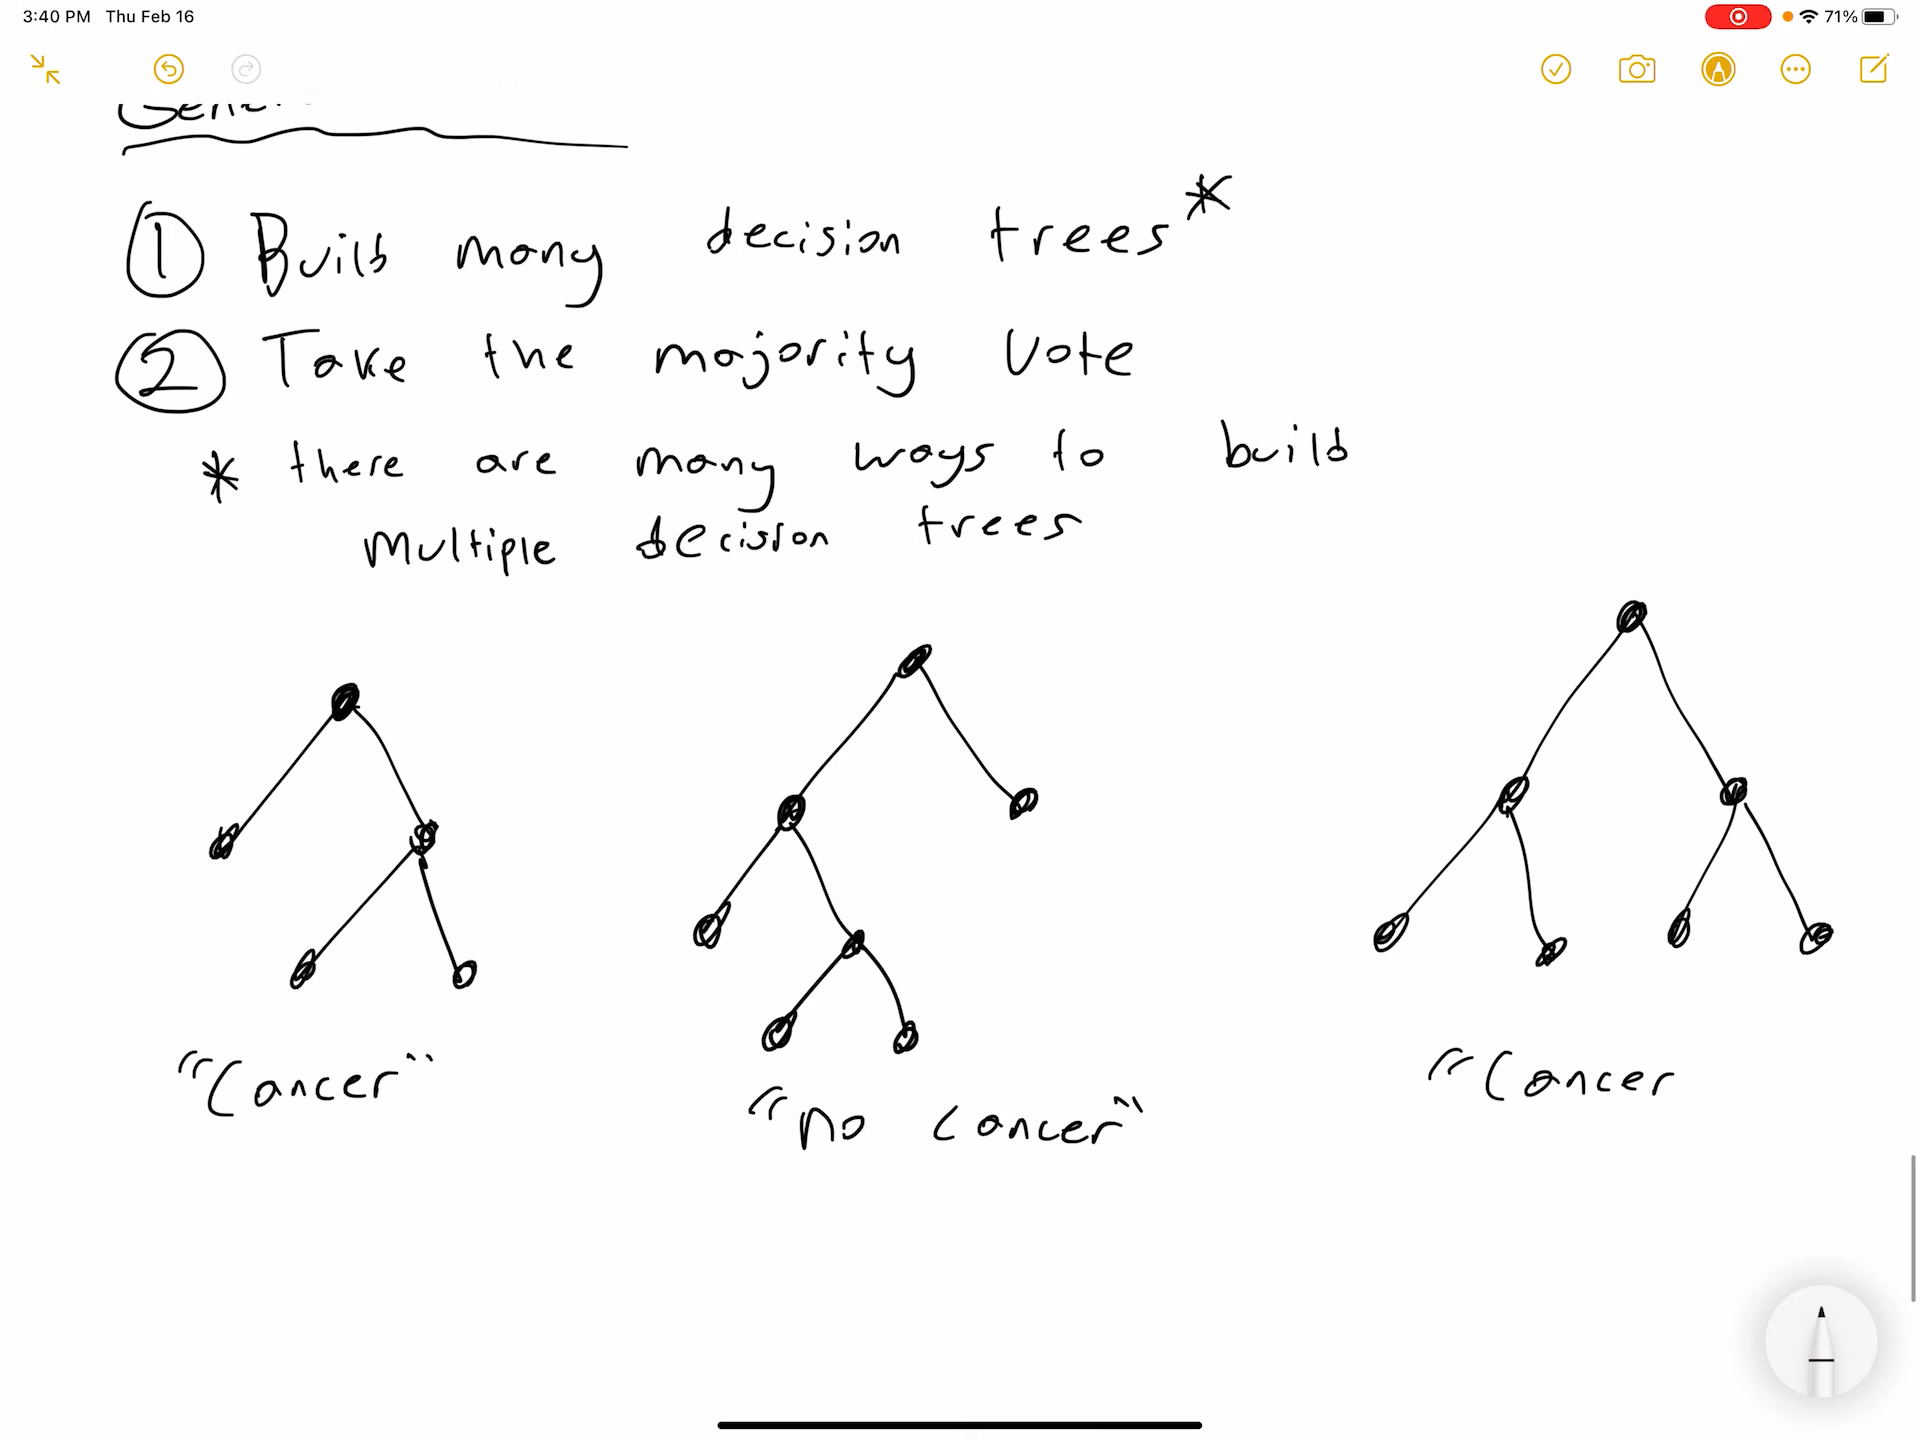 3:40 PM Thu Feb 16
71%
① Build many decision trees*
② Take the majority vote
* there are many ways to build
multiple decision trees
"Cancer"
"no cancer"
"Cancer